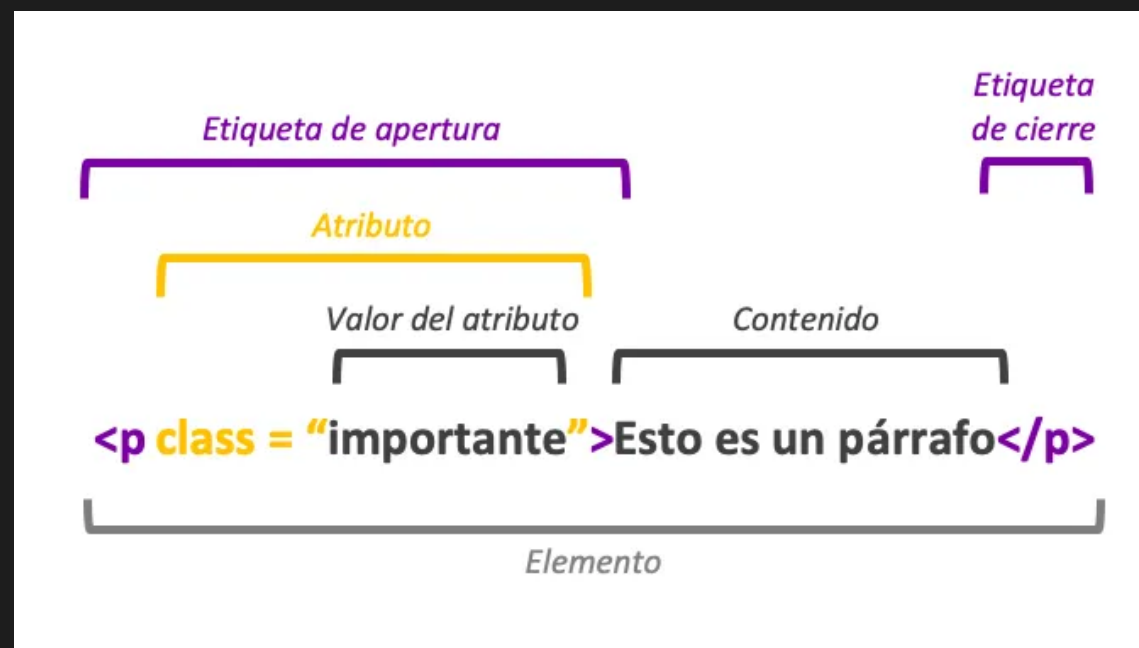 Etiqueta
de cierre
Etiqueta de apertura
Atributo
Valor del atributo
Contenido
<p class = “importante”>Esto es un párrafo</p>
Elemento